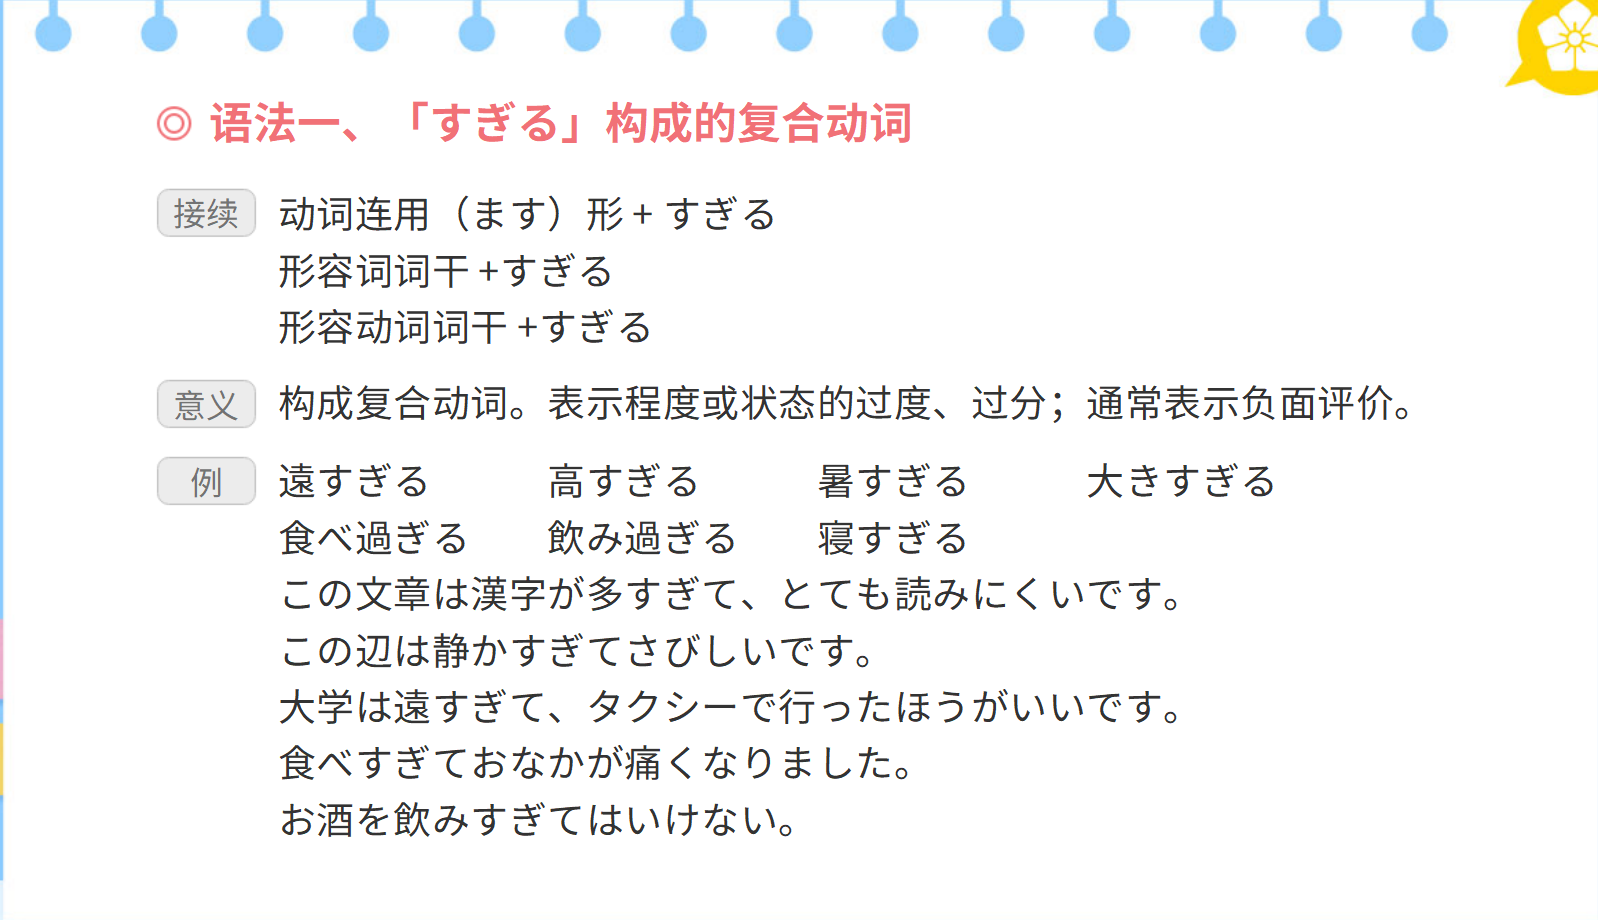 ◎ 语法一、「すぎる」构成的复合动词
接续 动词连用（ます）形 + すぎる
形容词词干 +すぎる
形容动词词干 +すぎる
意义 构成复合动词。表示程度或状态的过度、过分；通常表示负面评价。
例 遠すぎる 高すぎる 暑すぎる 大きすぎる
食べ過ぎる 飲み過ぎる 寝すぎる
この文章は漢字が多すぎて、とても読みにくいです。
この辺は静かすぎてさびしいです。
大学は遠すぎて、タクシーで行ったほうがいいです。
食べすぎておなかが痛くなりました。
お酒を飲みすぎてはいけない。